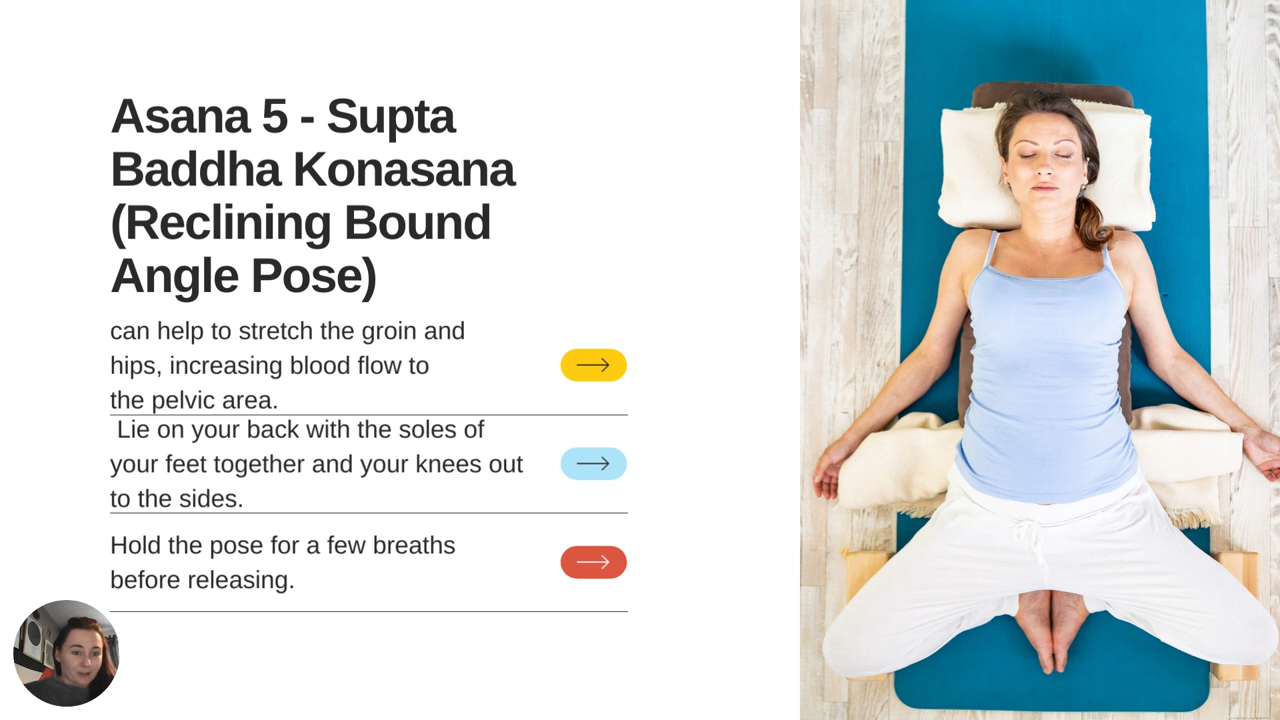 Asana 5 - Supta
Baddha Konasana
(Reclining Bound
Angle Pose)
can help to stretch the groin and
hips, increasing blood flow to
the pelvic area.
Lie on your back with the soles of
your feet together and your knees out
to the sides.
Hold the pose for a few breaths
before releasing.